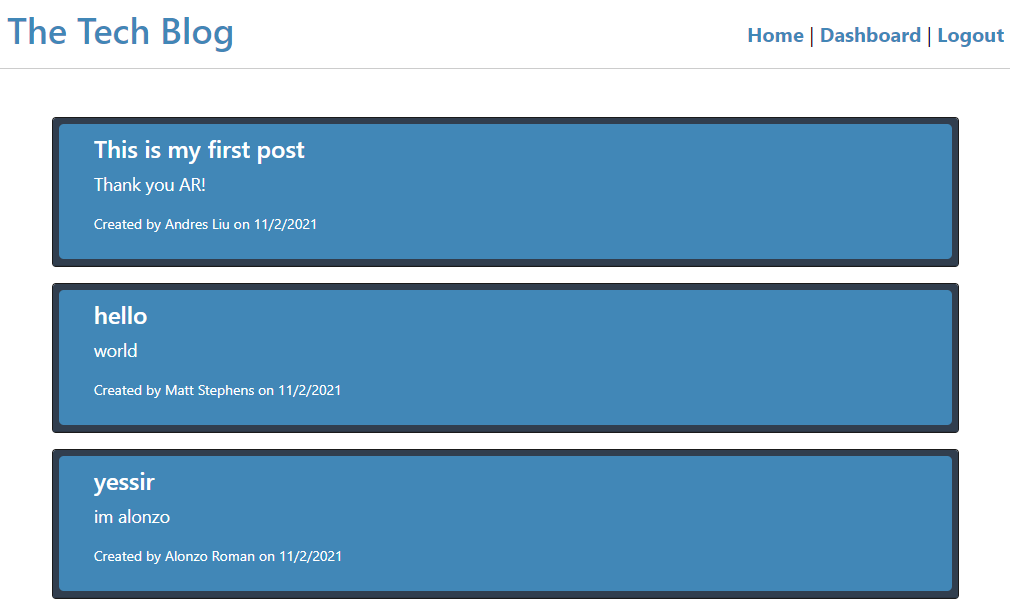 The Tech Blog
Home | Dashboard | Logout
This is my first post
Thank you AR!
Created by Andres Liu on 11/2/2021
hello
world
Created by Matt Stephens on 11/2/2021
yessir
im alonzo
Created by Alonzo Roman on 11/2/2021